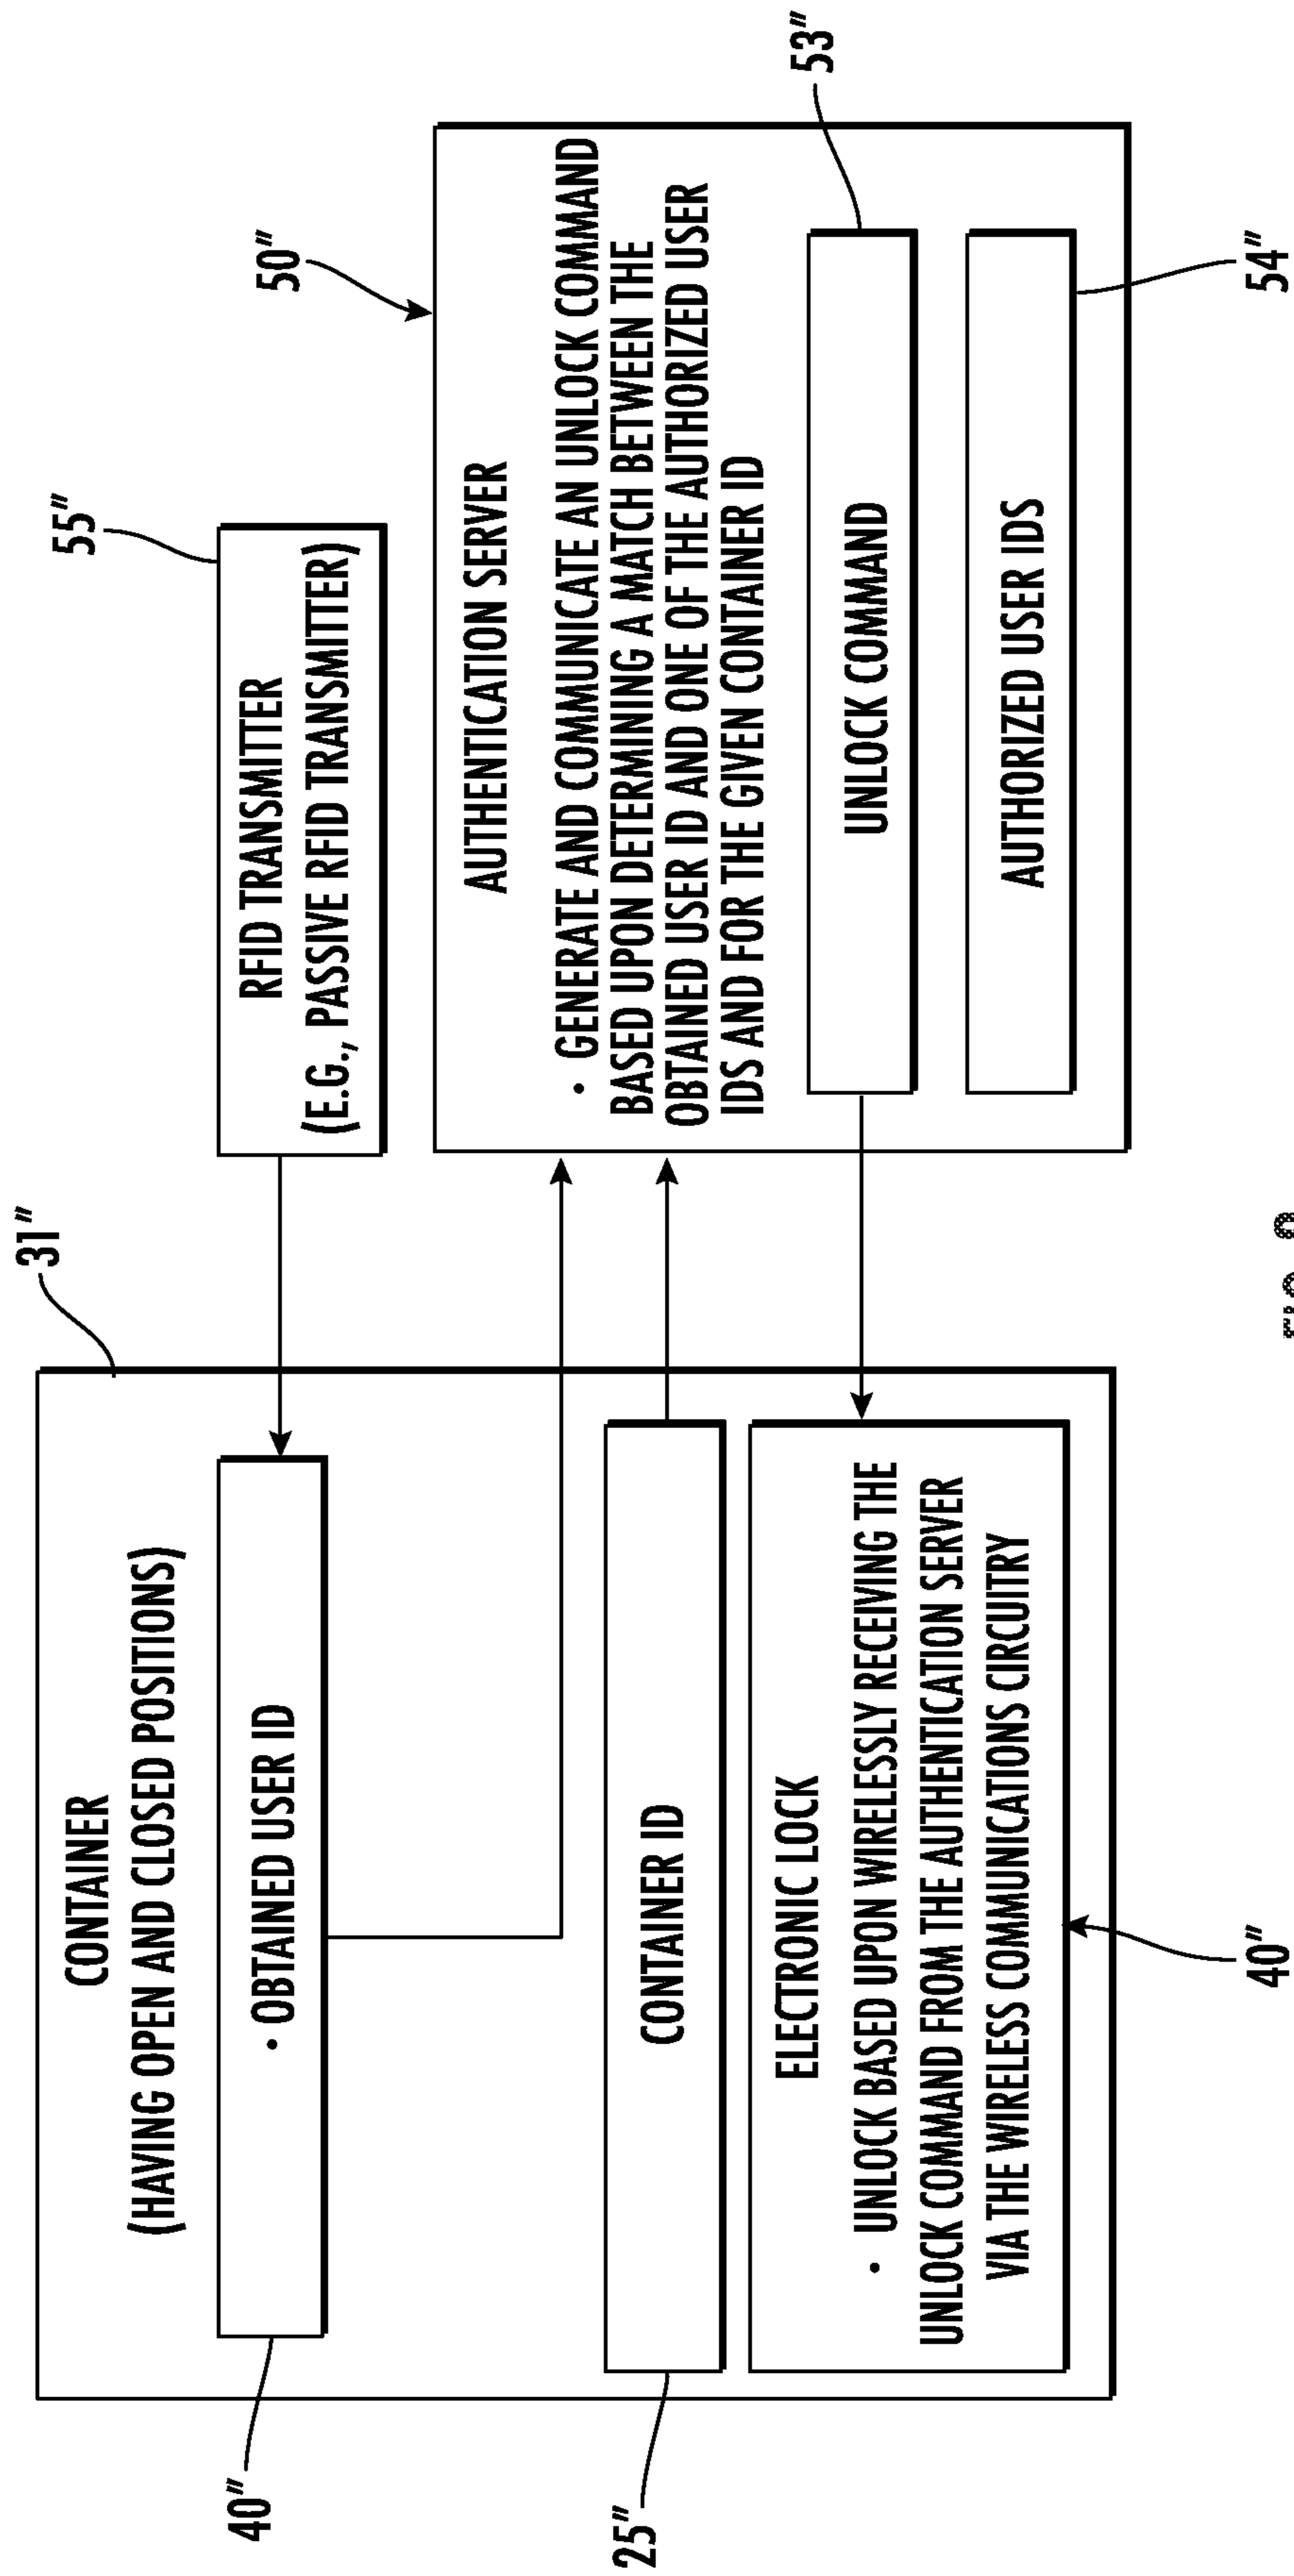 31″
CONTAINER
(HAVING OPEN AND CLOSED POSITIONS)
40″
• OBTAINED USER ID
25″
CONTAINER ID
ELECTRONIC LOCK
• UNLOCK BASED UPON WIRELESSLY RECEIVING THE
UNLOCK COMMAND FROM THE AUTHENTICATION SERVER
VIA THE WIRELESS COMMUNICATIONS CIRCUITRY
40″
55″
RFID TRANSMITTER
(E.G., PASSIVE RFID TRANSMITTER)
50″
AUTHENTICATION SERVER
• GENERATE AND COMMUNICATE AN UNLOCK COMMAND
BASED UPON DETERMINING A MATCH BETWEEN THE
OBTAINED USER ID AND ONE OF THE AUTHORIZED USER
IDS AND FOR THE GIVEN CONTAINER ID
53″
UNLOCK COMMAND
AUTHORIZED USER IDS
54″